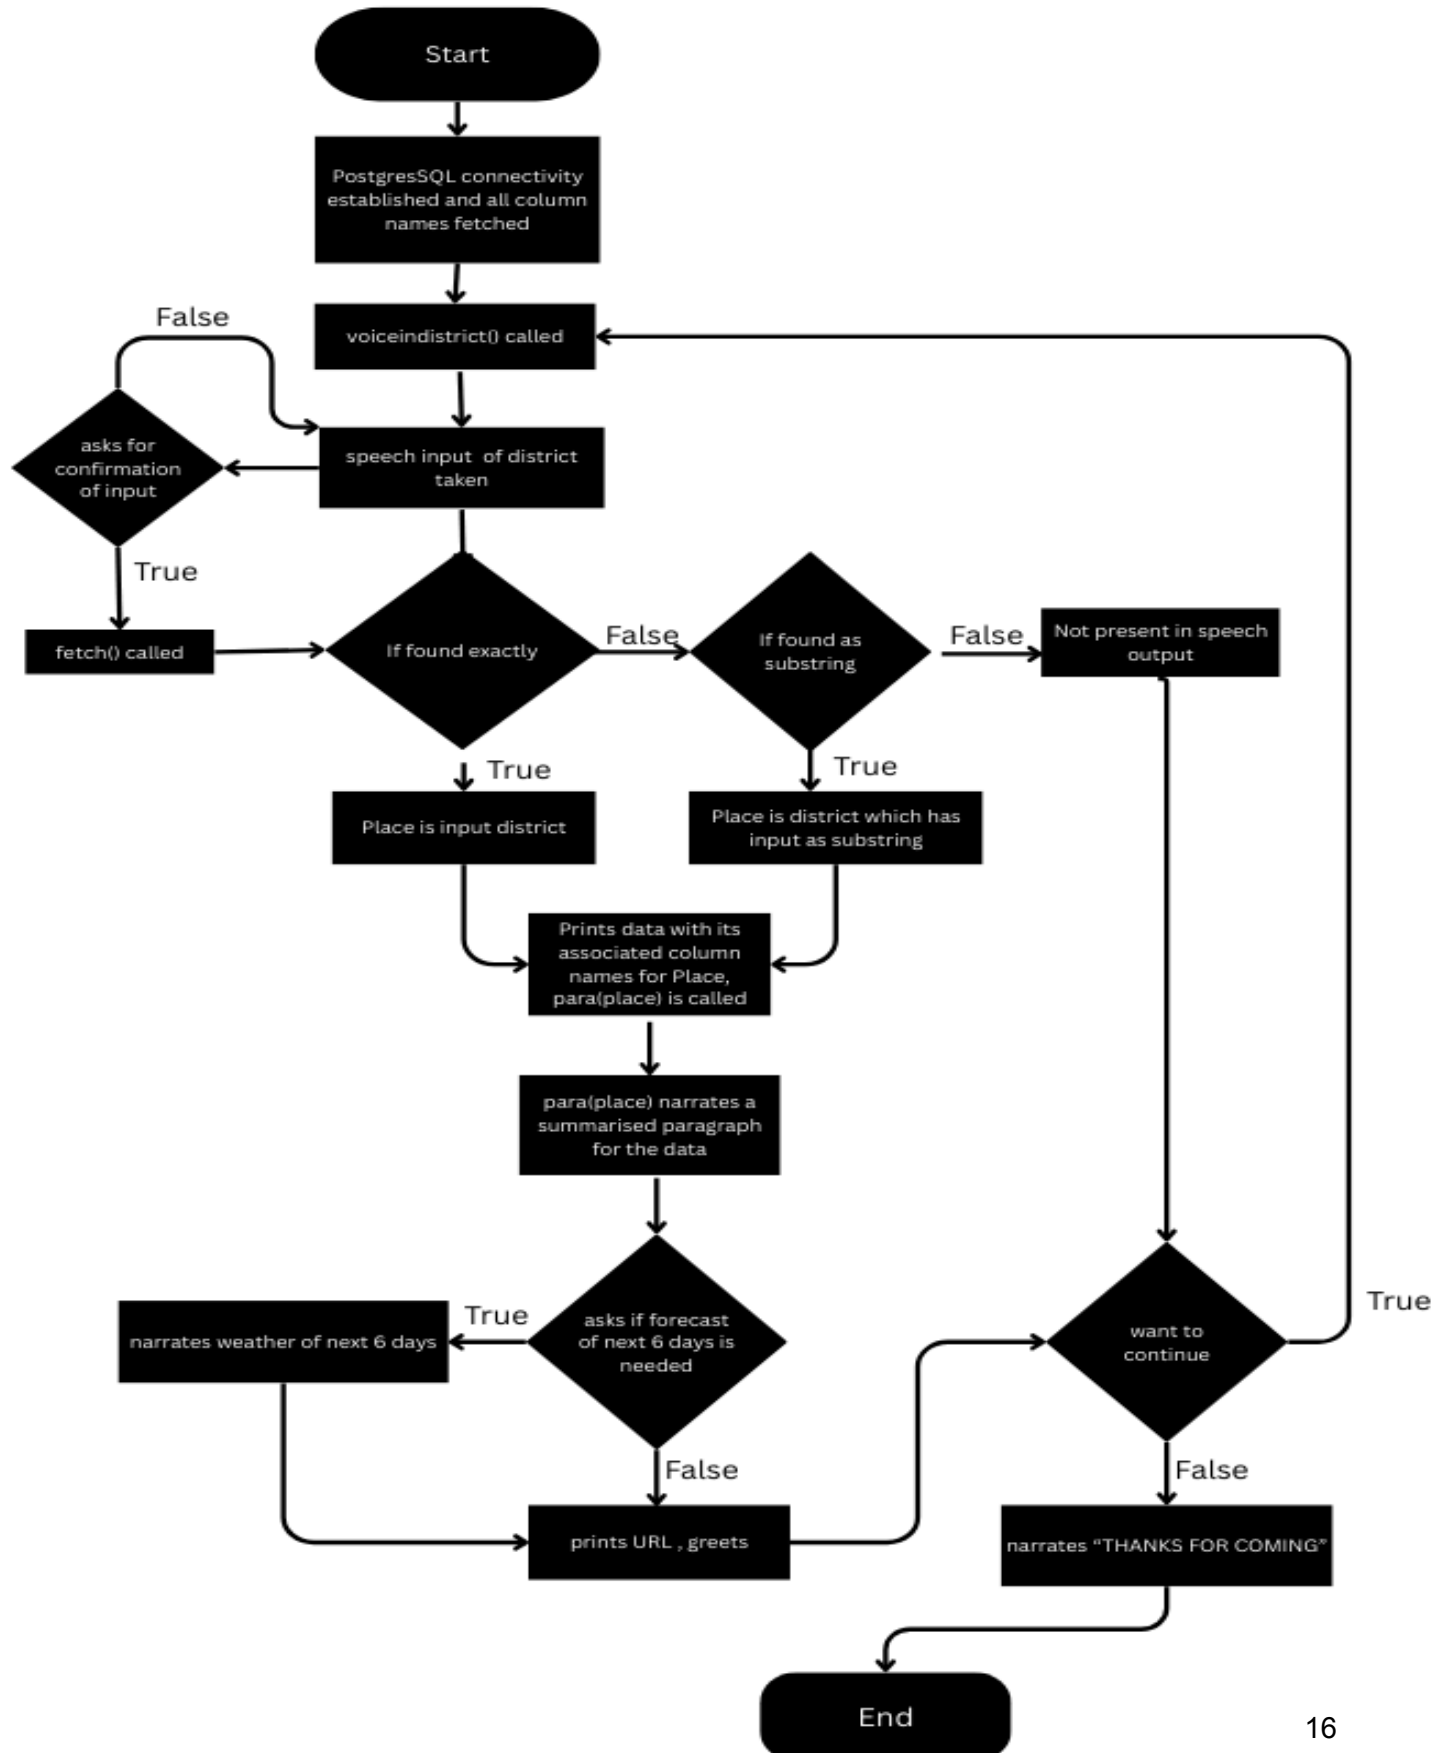 Start
PostgresSQL connectivity
established and all column
names fetched
voiceindistrict() called
False
asks for
confirmation
of input
speech input of district
taken
True
fetch() called
If found exactly
False
If found as
substring
False
Not present in speech
output
True
True
Place is input district
Place is district which has
input as substring
Prints data with its
associated column
names for Place,
para(place) is called
para(place) narrates a
summarised paragraph
for the data
narrates weather of next 6 days
True
asks if forecast
of next 6 days is
needed
want to
continue
True
False
False
prints URL , greets
narrates “THANKS FOR COMING”
End
16